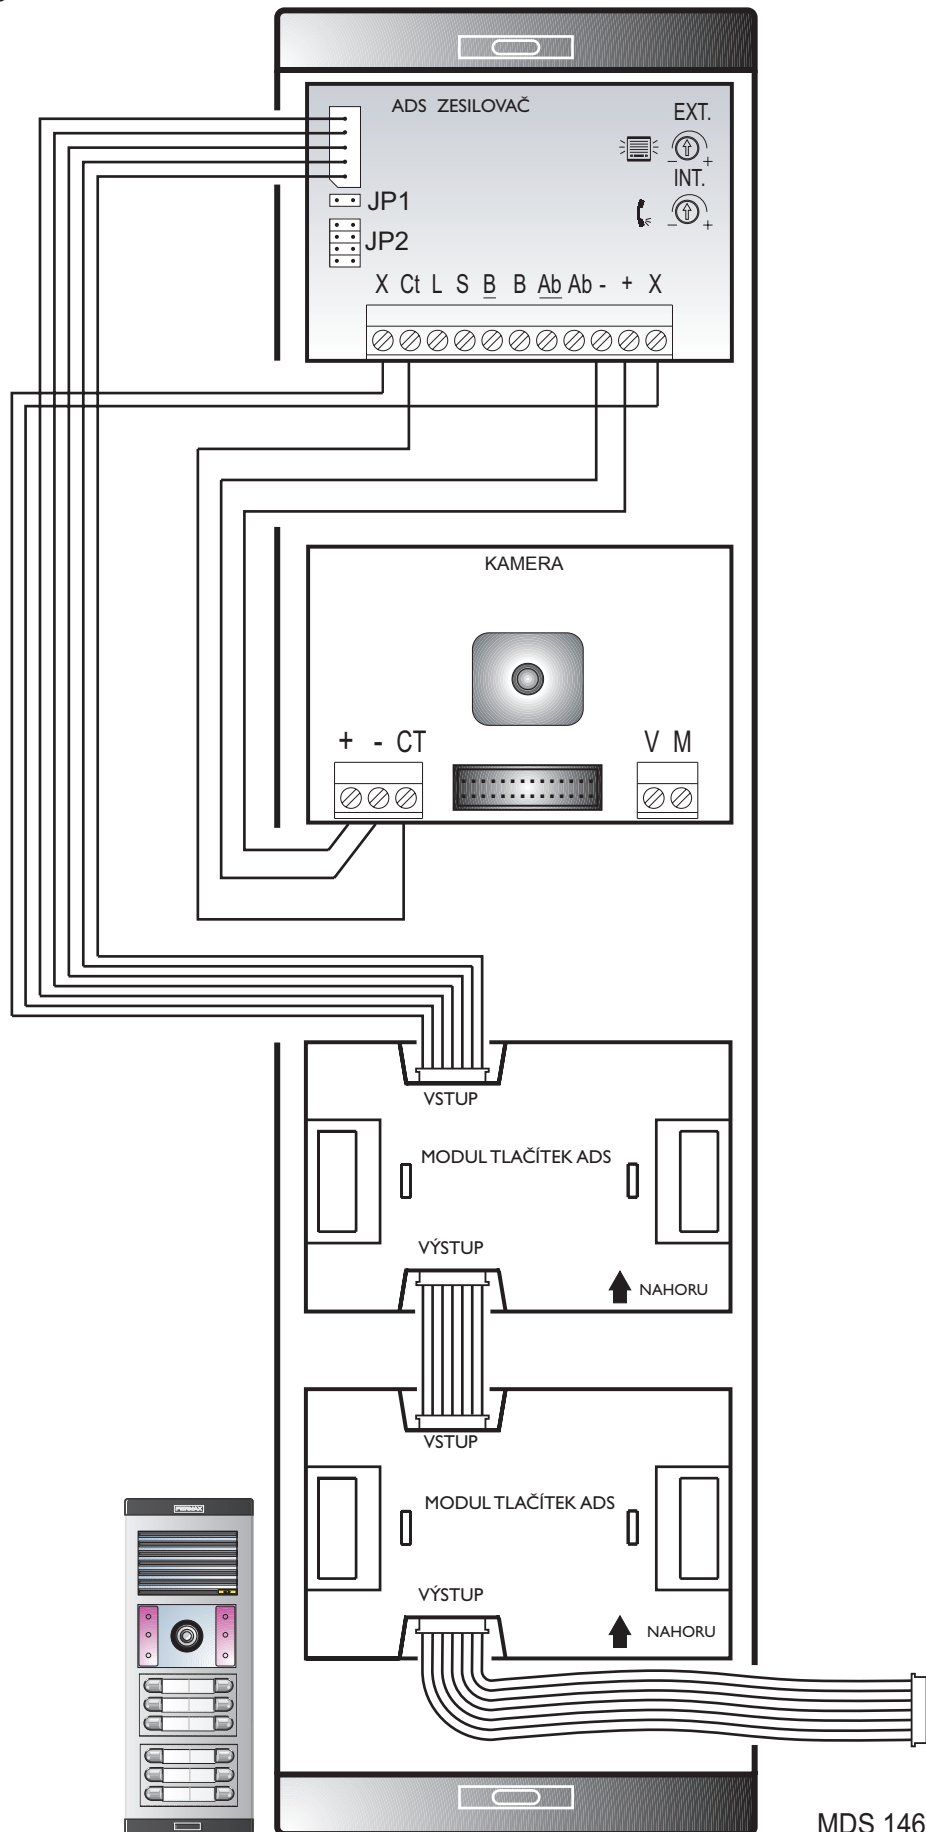 ADS ZESILOVAČ
EXT.
- +
INT.
- +
JP1
JP2
X Ct L S B B Ab Ab - + X
KAMERA
+ - CT
V M
VSTUP
MODUL TLAČÍTEK ADS
VÝSTUP
NAHORU
VSTUP
MODUL TLAČÍTEK ADS
VÝSTUP
NAHORU
FERMAX
MDS 146